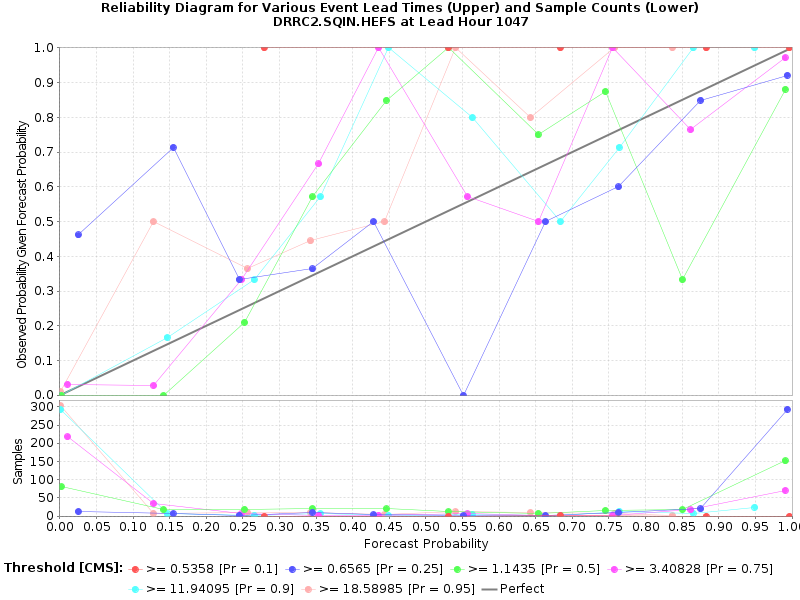 Reliability Diagram for Various Event Lead Times (Upper) and Sample Counts (Lower)
DRRC2.SQIN.HEFS at Lead Hour 1047
Observed Probability Given Forecast Probability
1.0
0.9
0.8
0.7
0.6
0.5
0.4
0.3
0.2
0.1
0.0
Samples
300
250
200
150
100
50
0
0.00 0.05 0.10 0.15 0.20 0.25 0.30 0.35 0.40 0.45 0.50 0.55 0.60 0.65 0.70 0.75 0.80 0.85 0.90 0.95 1.00
Forecast Probability
Threshold [CMS]: >= 0.5358 [Pr = 0.1] >= 0.6565 [Pr = 0.25] >= 1.1435 [Pr = 0.5] >= 3.40828 [Pr = 0.75]
>= 11.94095 [Pr = 0.9] >= 18.58985 [Pr = 0.95] Perfect